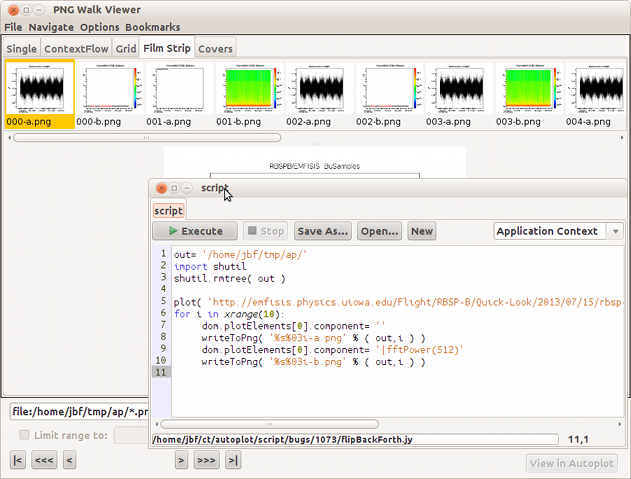 PNG Walk Viewer
File Navigate Options Bookmarks
Single ContextFlow Grid Film Strip Covers
000-a.png 000-b.png 001-a.png 001-b.png 002-a.png 002-b.png 003-a.png 003-b.png 004-a.png
RBSPB/EMFISIS BuSamples
script
script
Execute Stop Save As... Open... New Application Context
1 out= '/home/jbf/tmp/ap/'
2 import shutil
3 shutil.rmtree( out )
4
5 plot( 'http://emfisis.physics.uiowa.edu/Flight/RBSP-B/Quick-Look/2013/07/15/rbsp-
6 for i in xrange(10):
7 dom.plotElements[0].component= ''
8 writeToPng( '%s%03i-a.png' % ( out,i ) )
9 dom.plotElements[0].component= '|fftPower(512)'
10 writeToPng( '%s%03i-b.png' % ( out,i ) )
11
file:/home/jbf/tmp/ap/*.pn
/home/jbf/ct/autoplot/script/bugs/1073/flipBackForth.jy 11,1
Limit range to:
|< <<< < > >>> >| View in Autoplot